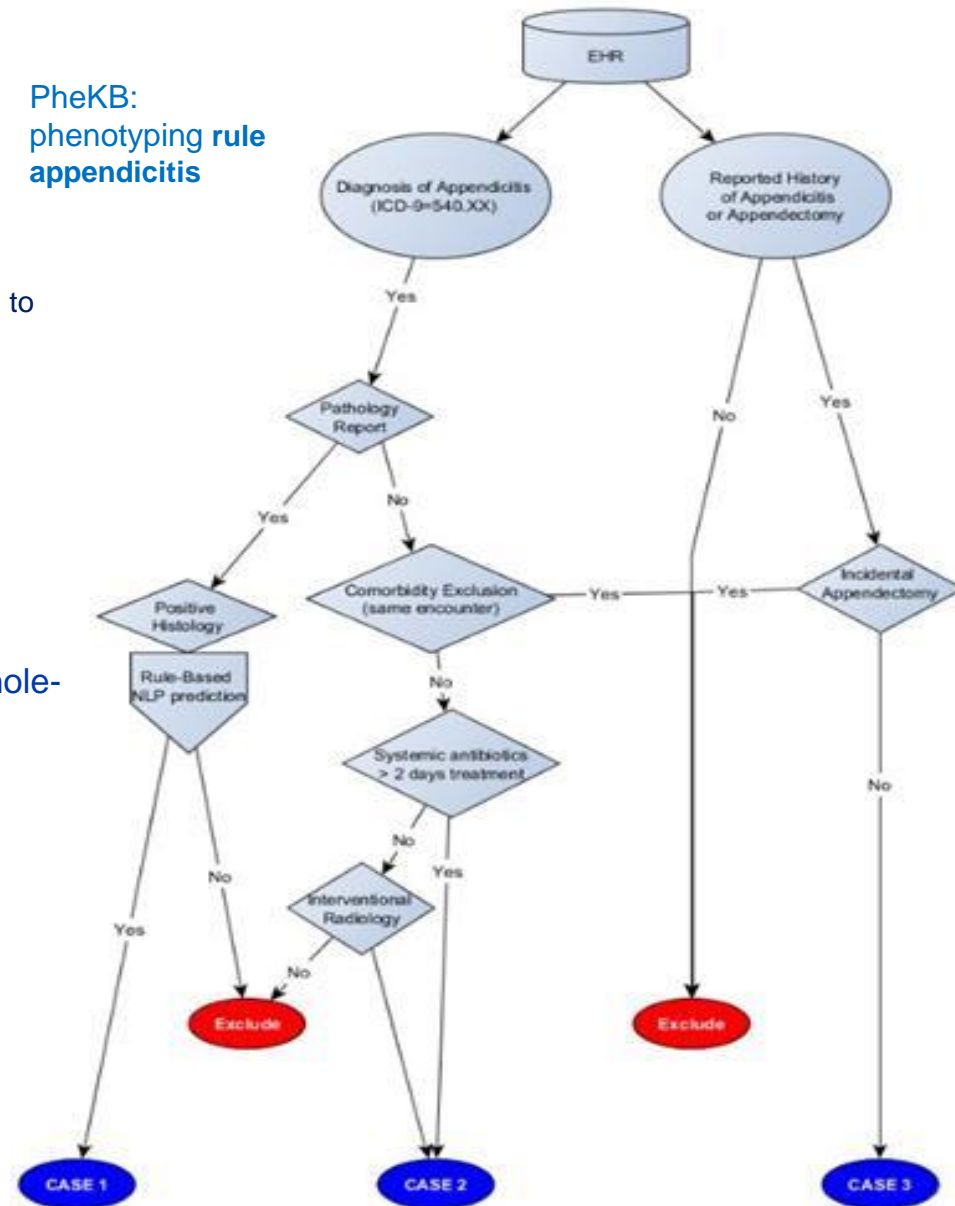 EHR
PheKB:
phenotyping rule
appendicitis
Diagnosis of Appendicitis
(ICD-9=540.XX)
Reported History
of Appendicitis
or Appendectomy
to
Yes
Pathology
Report
No
Yes
Yes
No
Positive
Histology
Comorbidity Exclusion
(same encounter)
Yes
Yes
Incidental
Appendectomy
Rule-Based
NLP prediction
nole-
No
Systemic antibiotics
> 2 days treatment
No
No
Yes
No
Interventional
Radiology
Yes
No
Exclude
Exclude
CASE 1
CASE 2
CASE 3